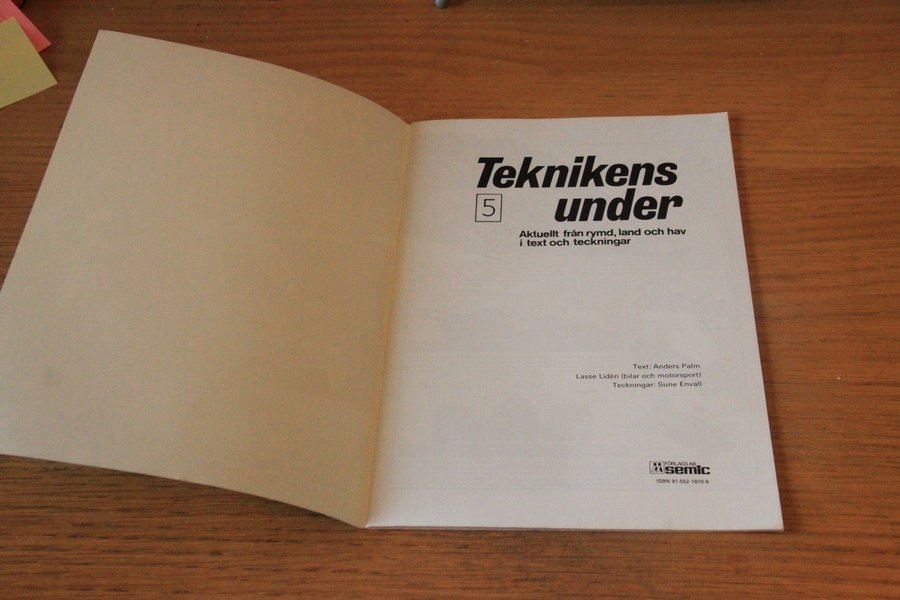 Teknikens
5 under
Aktuellt från rymd, land och hav
i text och teckningar
Text: Anders Palm
Lasse Lidén (bilar och motorsport)
Teckningar: Sune Envall
FÖRLAGS AB
semic
ISBN 91-552-1870-9